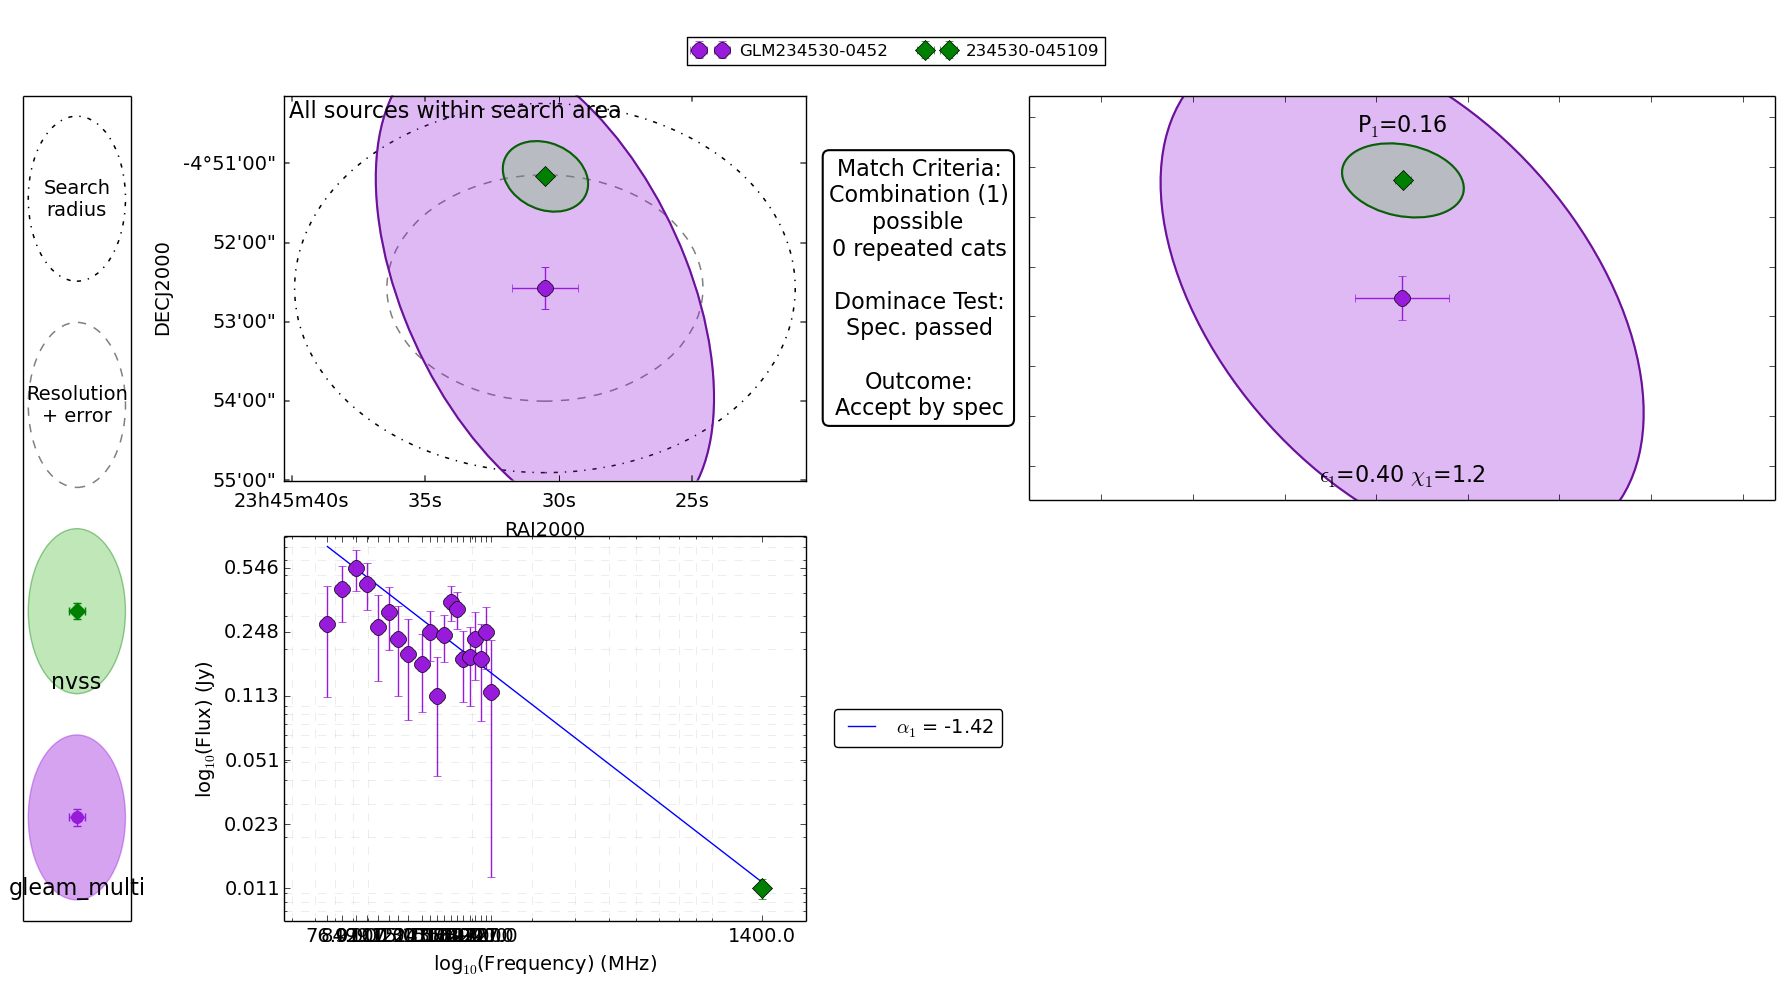 GLM234530-0452 234530-045109
Search
radius
Resolution
+ error
nvss
gleam_multi
All sources within search area
DECJ2000
-4°51'00"
52'00"
53'00"
54'00"
55'00"
23h45m40s 35s 30s 25s
RAJ2000
Match Criteria:
Combination (1)
possible
0 repeated cats
Dominace Test:
Spec. passed
Outcome:
Accept by spec
P₁=0.16
ϵ₁=0.40 χ₁=1.2
log₁₀(Flux) (Jy)
0.546
0.248
0.113
0.051
0.023
0.011
1400.0
log₁₀(Frequency) (MHz)
α₁ = -1.42